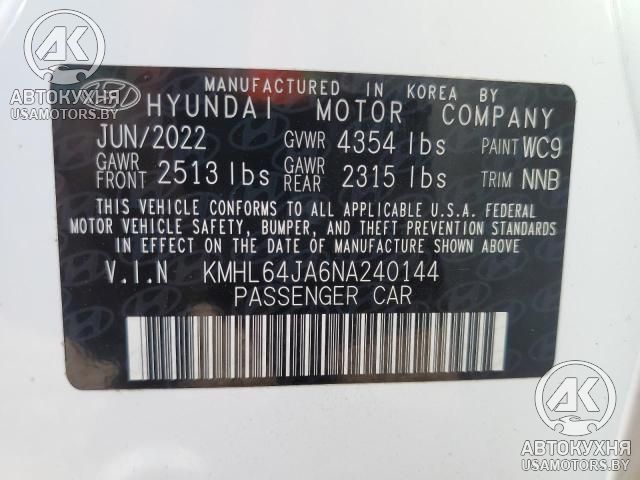 AK
АВТОКУХНЯ
USAMOTORS.BY
MANUFACTURED IN KOREA BY
HYUNDAI MOTOR COMPANY
JUN/2022 GVWR 4354 lbs PAINT WC9
GAWR FRONT 2513 lbs GAWR REAR 2315 lbs TRIM NNB
THIS VEHICLE CONFORMS TO ALL APPLICABLE U.S.A. FEDERAL
MOTOR VEHICLE SAFETY, BUMPER, AND THEFT PREVENTION STANDARDS
IN EFFECT ON THE DATE OF MANUFACTURE SHOWN ABOVE
V.I.N KMHL64JA6NA240144
PASSENGER CAR
AK
АВТОКУХНЯ
USAMOTORS.BY